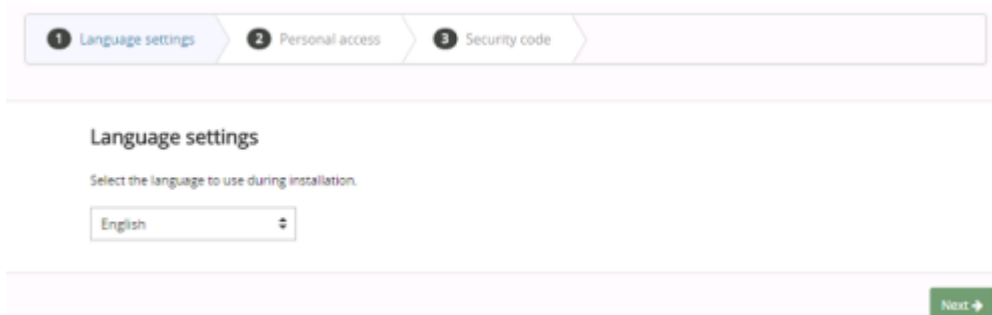 1 Language settings 2 Personal access 3 Security code
Language settings
Select the language to use during installation.
English
Next